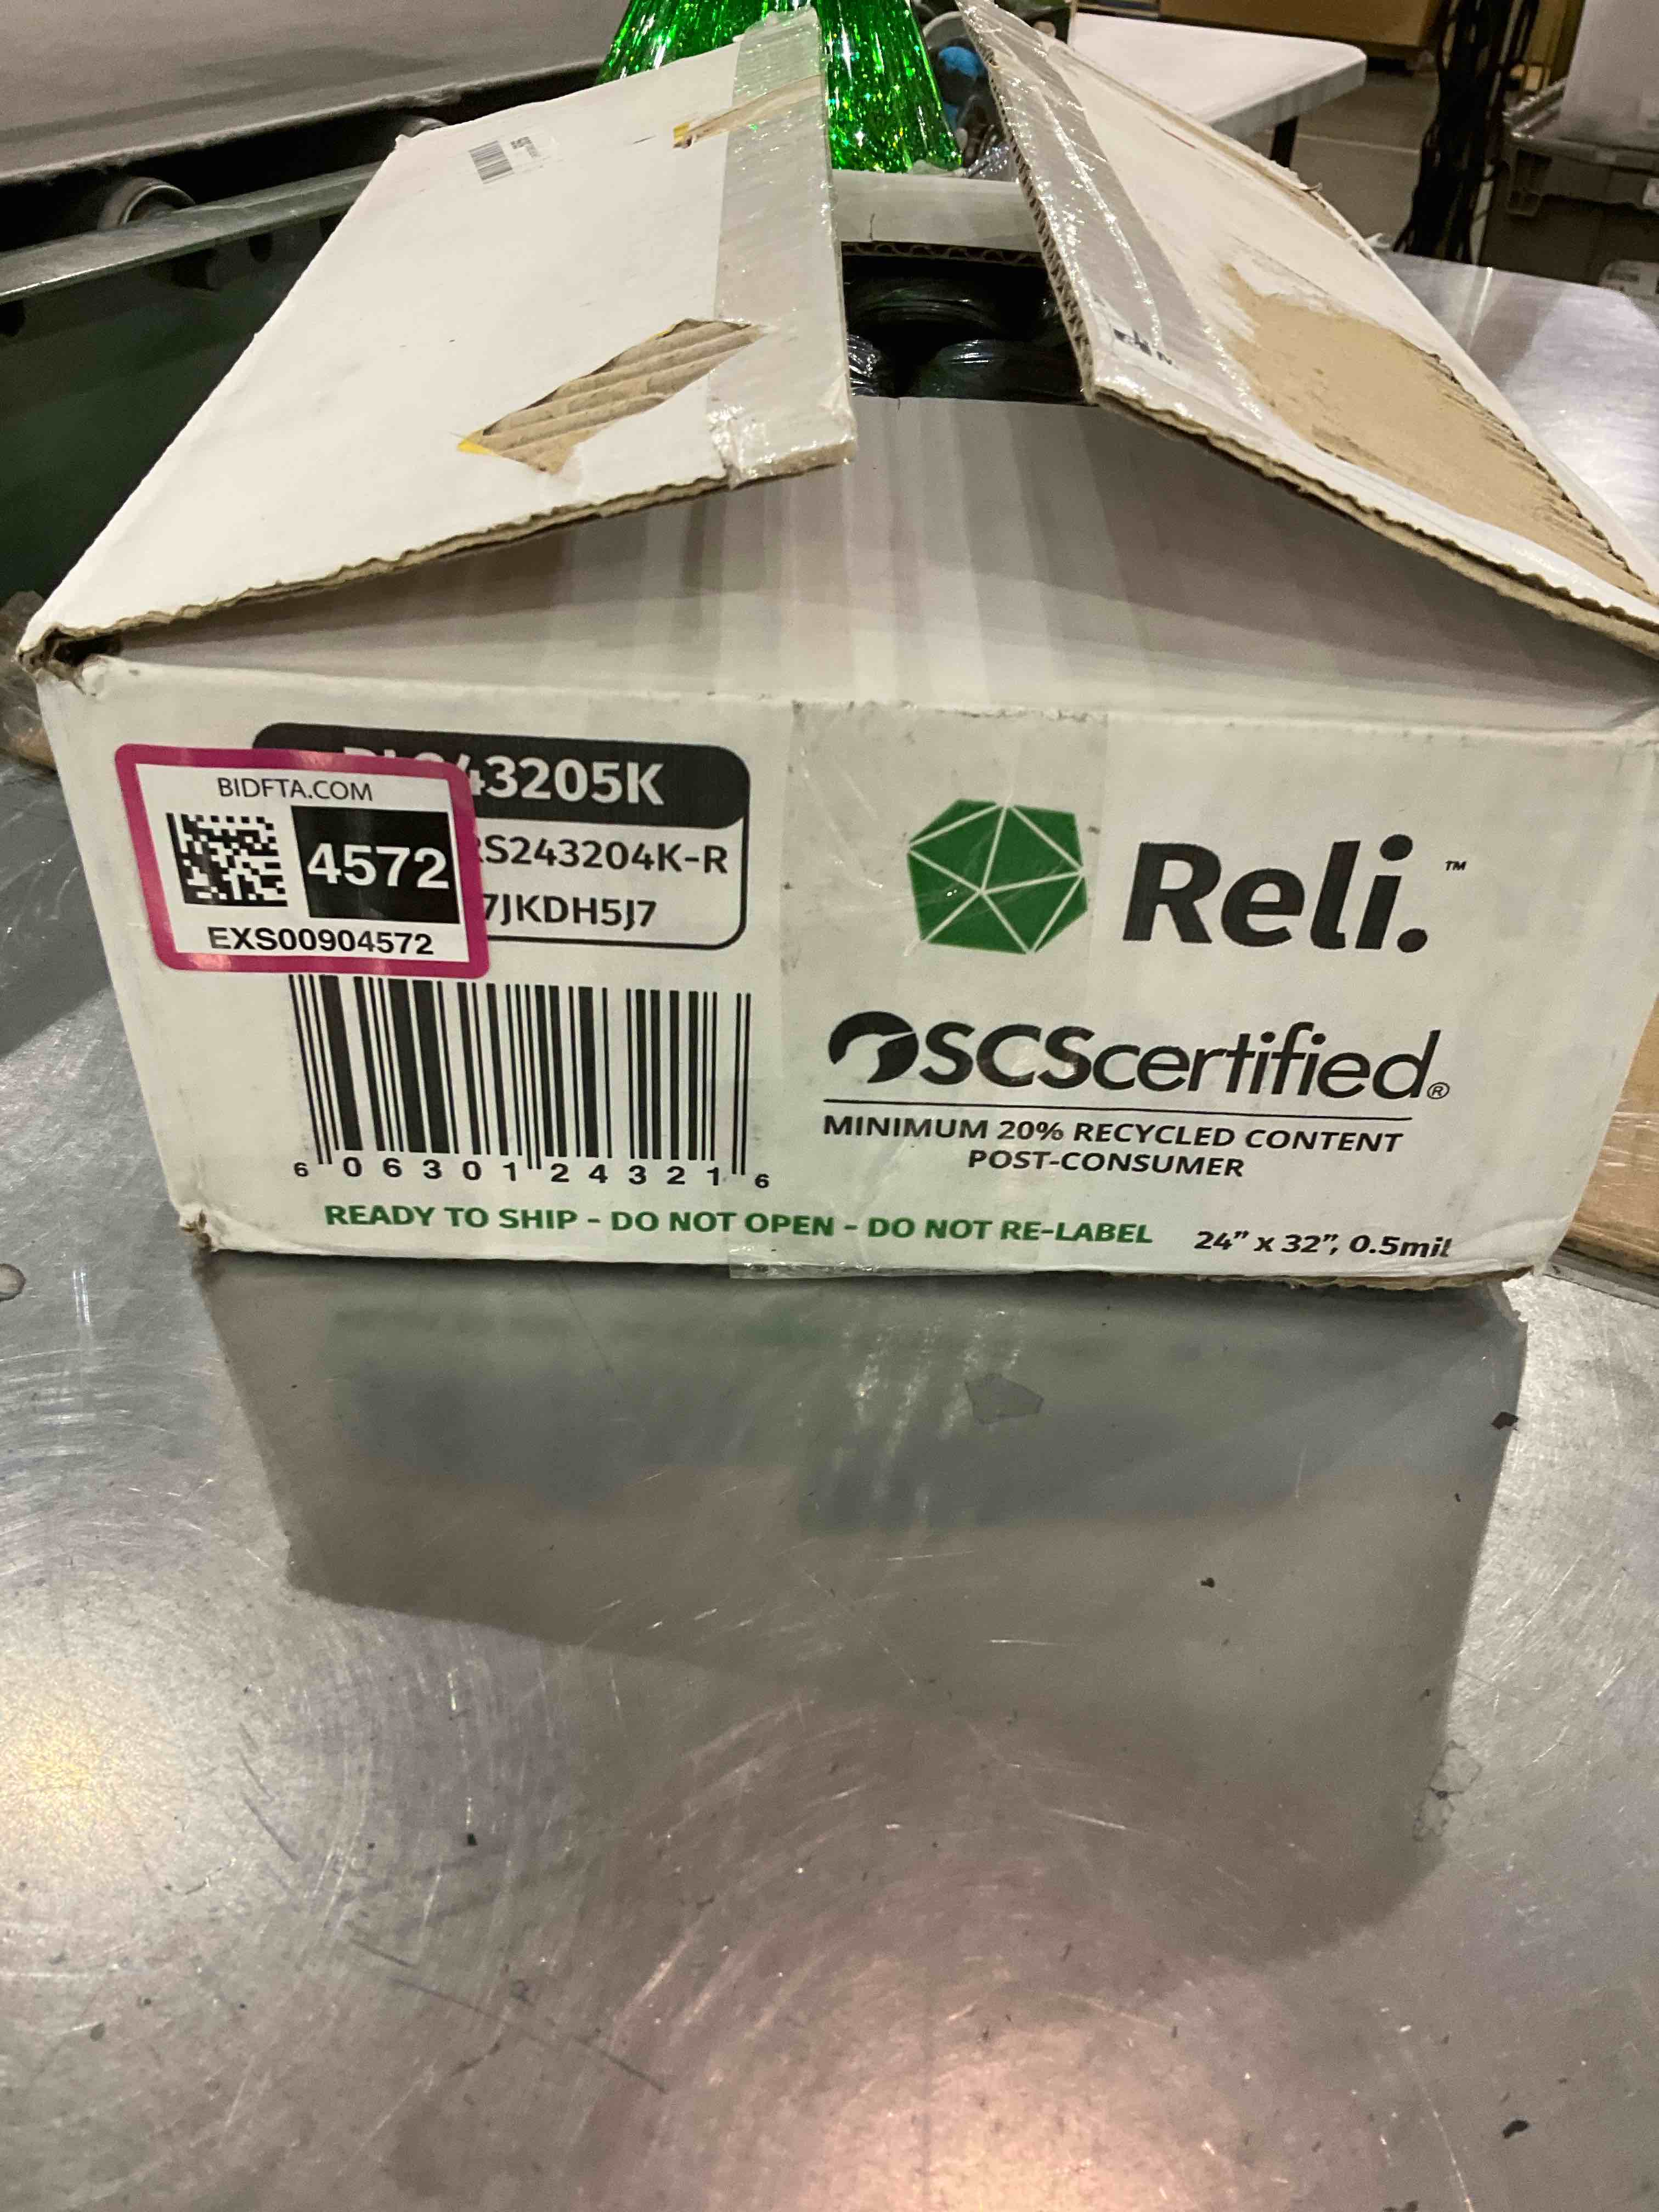 43205K
BIDFTA.COM
4572
EXS00904572
S243204K-R
7JKDH5J7
Reli.™
SCScertified®
MINIMUM 20% RECYCLED CONTENT
POST-CONSUMER
6 06301 24321 6
READY TO SHIP - DO NOT OPEN - DO NOT RE-LABEL
24” x 32”, 0.5mil